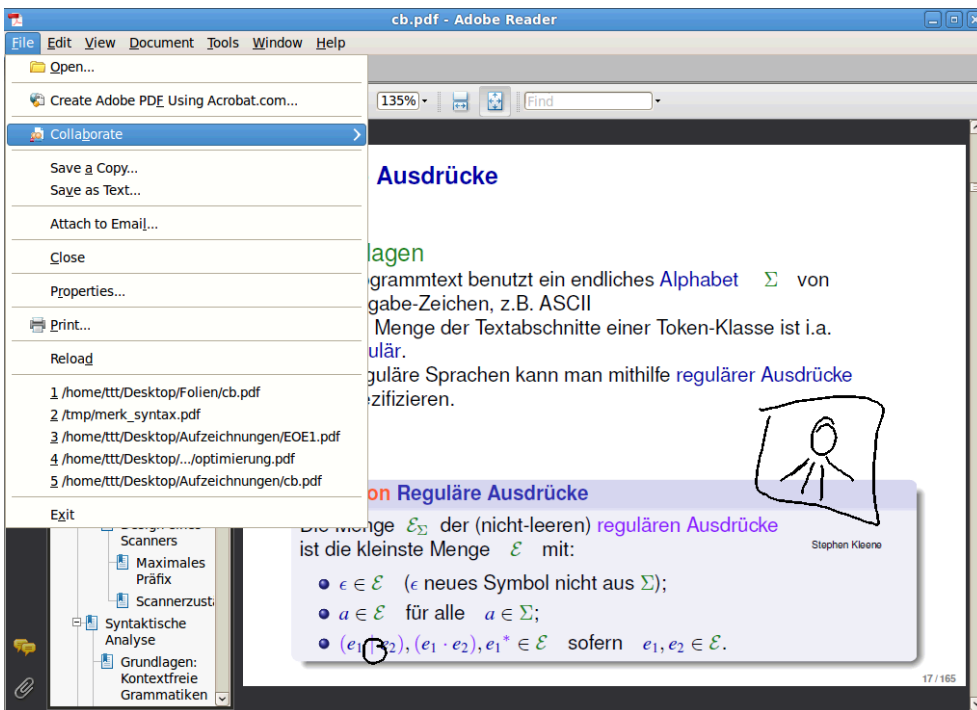 cb.pdf - Adobe Reader
File Edit View Document Tools Window Help
Open...
Create Adobe PDF Using Acrobat.com...
Collaborate
Save a Copy...
Save as Text...
Attach to Email...
Close
Properties...
Print...
Reload
1 /home/ttt/Desktop/Folien/cb.pdf
2 /tmp/merk_syntax.pdf
3 /home/ttt/Desktop/Aufzeichnungen/EOE1.pdf
4 /home/ttt/Desktop/.../optimierung.pdf
5 /home/ttt/Desktop/Aufzeichnungen/cb.pdf
Exit
135% Find
Scanners
Maximales
Präfix
Scannerzust
Syntaktische
Analyse
Grundlagen:
Kontextfreie
Grammatiken
Ausdrücke
lagen
grammtext benutzt ein endliches Alphabet Σ von
gabe-Zeichen, z.B. ASCII
Menge der Textabschnitte einer Token-Klasse ist i.a.
ulär.
guläre Sprachen kann man mithilfe regulärer Ausdrücke
ezifizieren.
on Reguläre Ausdrücke
Die Menge ℰ_Σ der (nicht-leeren) regulären Ausdrücke
ist die kleinste Menge ℰ mit:
Stephen Kleene
• ϵ ∈ ℰ (ϵ neues Symbol nicht aus Σ);
• a ∈ ℰ für alle a ∈ Σ;
• (e₁ | e₂), (e₁ · e₂), e₁* ∈ ℰ sofern e₁, e₂ ∈ ℰ.
17 / 165